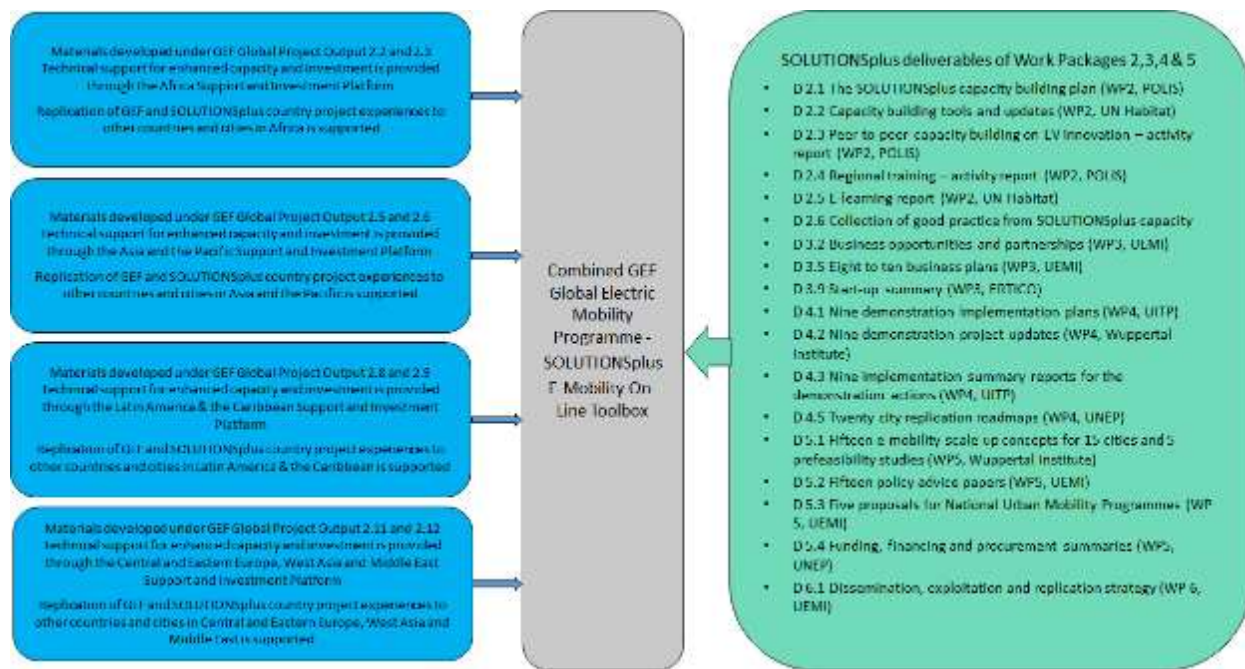 Materials developed under GEF Global Project Output 2.2 and 2.3
Technical support for enhanced capacity and investment is provided
through the Africa Support and Investment Platform
Replication of GEF and SOLUTIONSplus country project experiences to
other countries and cities in Africa is supported
Materials developed under GEF Global Project Output 2.5 and 2.6
Technical support for enhanced capacity and investment is provided
through the Asia and the Pacific Support and Investment Platform
Replication of GEF and SOLUTIONSplus country project experiences to
other countries and cities in Asia and the Pacific is supported
Materials developed under GEF Global Project Output 2.8 and 2.9
Technical support for enhanced capacity and investment is provided
through the Latin America & the Caribbean Support and Investment
Platform
Replication of GEF and SOLUTIONSplus country project experiences to
other countries and cities in Latin America & the Caribbean is supported
Materials developed under GEF Global Project Output 2.11 and 2.12
Technical support for enhanced capacity and investment is provided
through the Central and Eastern Europe, West Asia and Middle East
Support and Investment Platform
Replication of GEF and SOLUTIONSplus country project experiences to
other countries and cities in Central and Eastern Europe, West Asia and
Middle East is supported
Combined GEF
Global Electric
Mobility
Programme -
SOLUTIONSplus
E-Mobility On
Line Toolbox
SOLUTIONSplus deliverables of Work Packages 2,3,4 & 5
• D 2.1 The SOLUTIONSplus capacity building plan (WP2, POLIS)
• D 2.2 Capacity building tools and updates (WP2, UN Habitat)
• D 2.3 Peer to peer capacity building on EV innovation – activity
report (WP2, POLIS)
• D 2.4 Regional training – activity report (WP2, POLIS)
• D 2.5 E-learning report (WP2, UN Habitat)
• D 2.6 Collection of good practice from SOLUTIONSplus capacity
• D 3.2 Business opportunities and partnerships (WP3, UEMI)
• D 3.5 Eight to ten business plans (WP3, UEMI)
• D 3.9 Start-up summary (WP3, ERTICO)
• D 4.1 Nine demonstration implementation plans (WP4, UITP)
• D 4.2 Nine demonstration project updates (WP4, Wuppertal
Institute)
• D 4.3 Nine implementation summary reports for the
demonstration actions (WP4, UITP)
• D 4.5 Twenty city replication roadmaps (WP4, UNEP)
• D 5.1 Fifteen e-mobility scale up concepts for 15 cities and 5
prefeasibility studies (WP5, Wuppertal Institute)
• D 5.2 Fifteen policy advice papers (WP5, UEMI)
• D 5.3 Five proposals for National Urban Mobility Programmes (WP
5, UEMI)
• D 5.4 Funding, financing and procurement summaries (WP5,
UNEP)
• D 6.1 Dissemination, exploitation and replication strategy (WP 6,
UEMI)